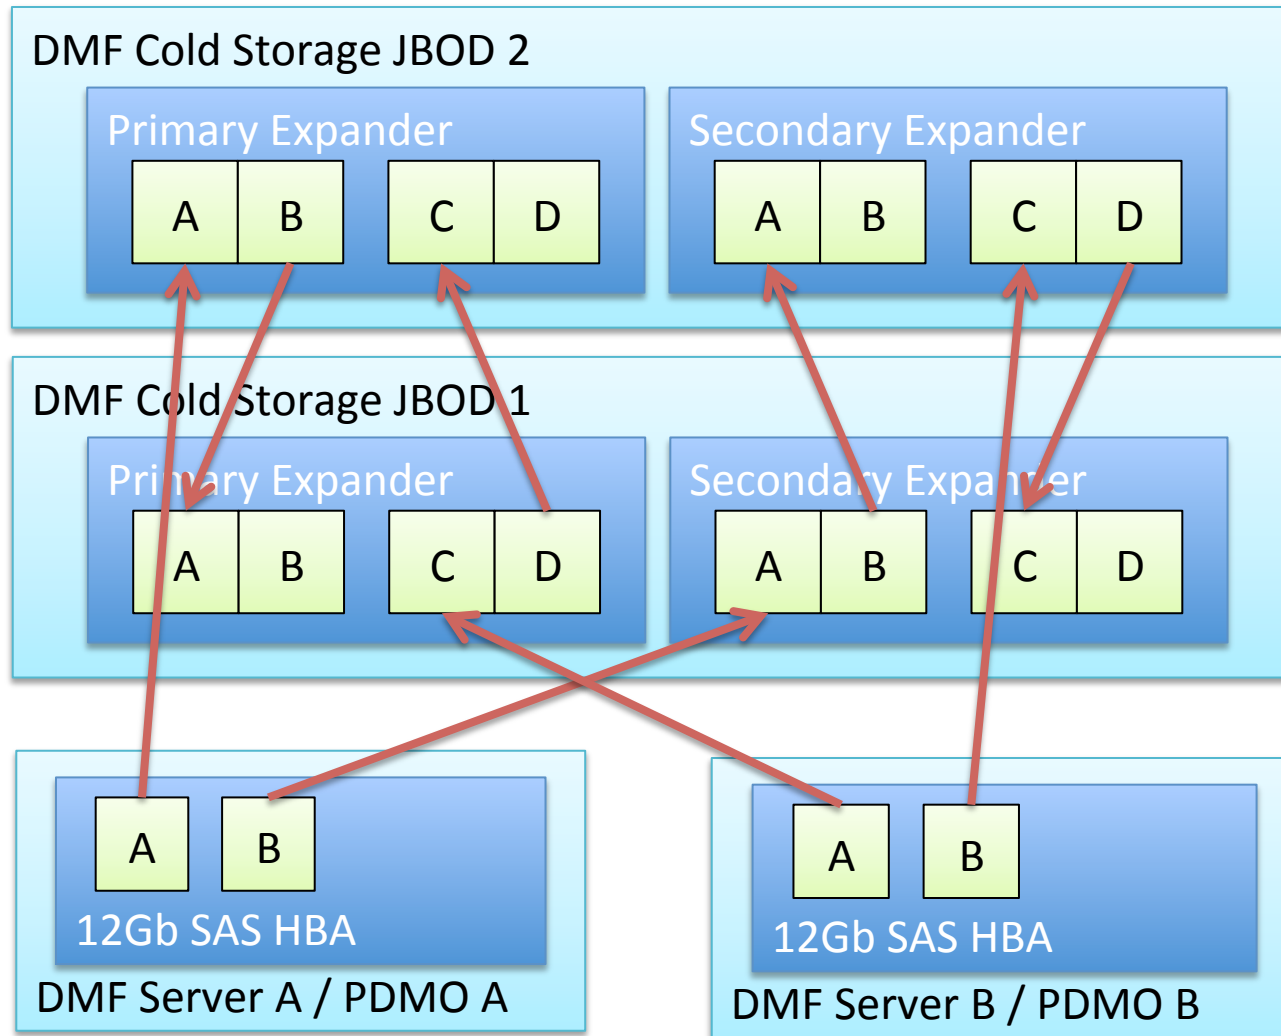 DMF Cold Storage JBOD 2
Primary Expander
Secondary Expander
A B C D
A B C D
DMF Cold Storage JBOD 1
Primary Expander
Secondary Expander
A B C D
A B C D
A B
12Gb SAS HBA
DMF Server A / PDMO A
A B
12Gb SAS HBA
DMF Server B / PDMO B